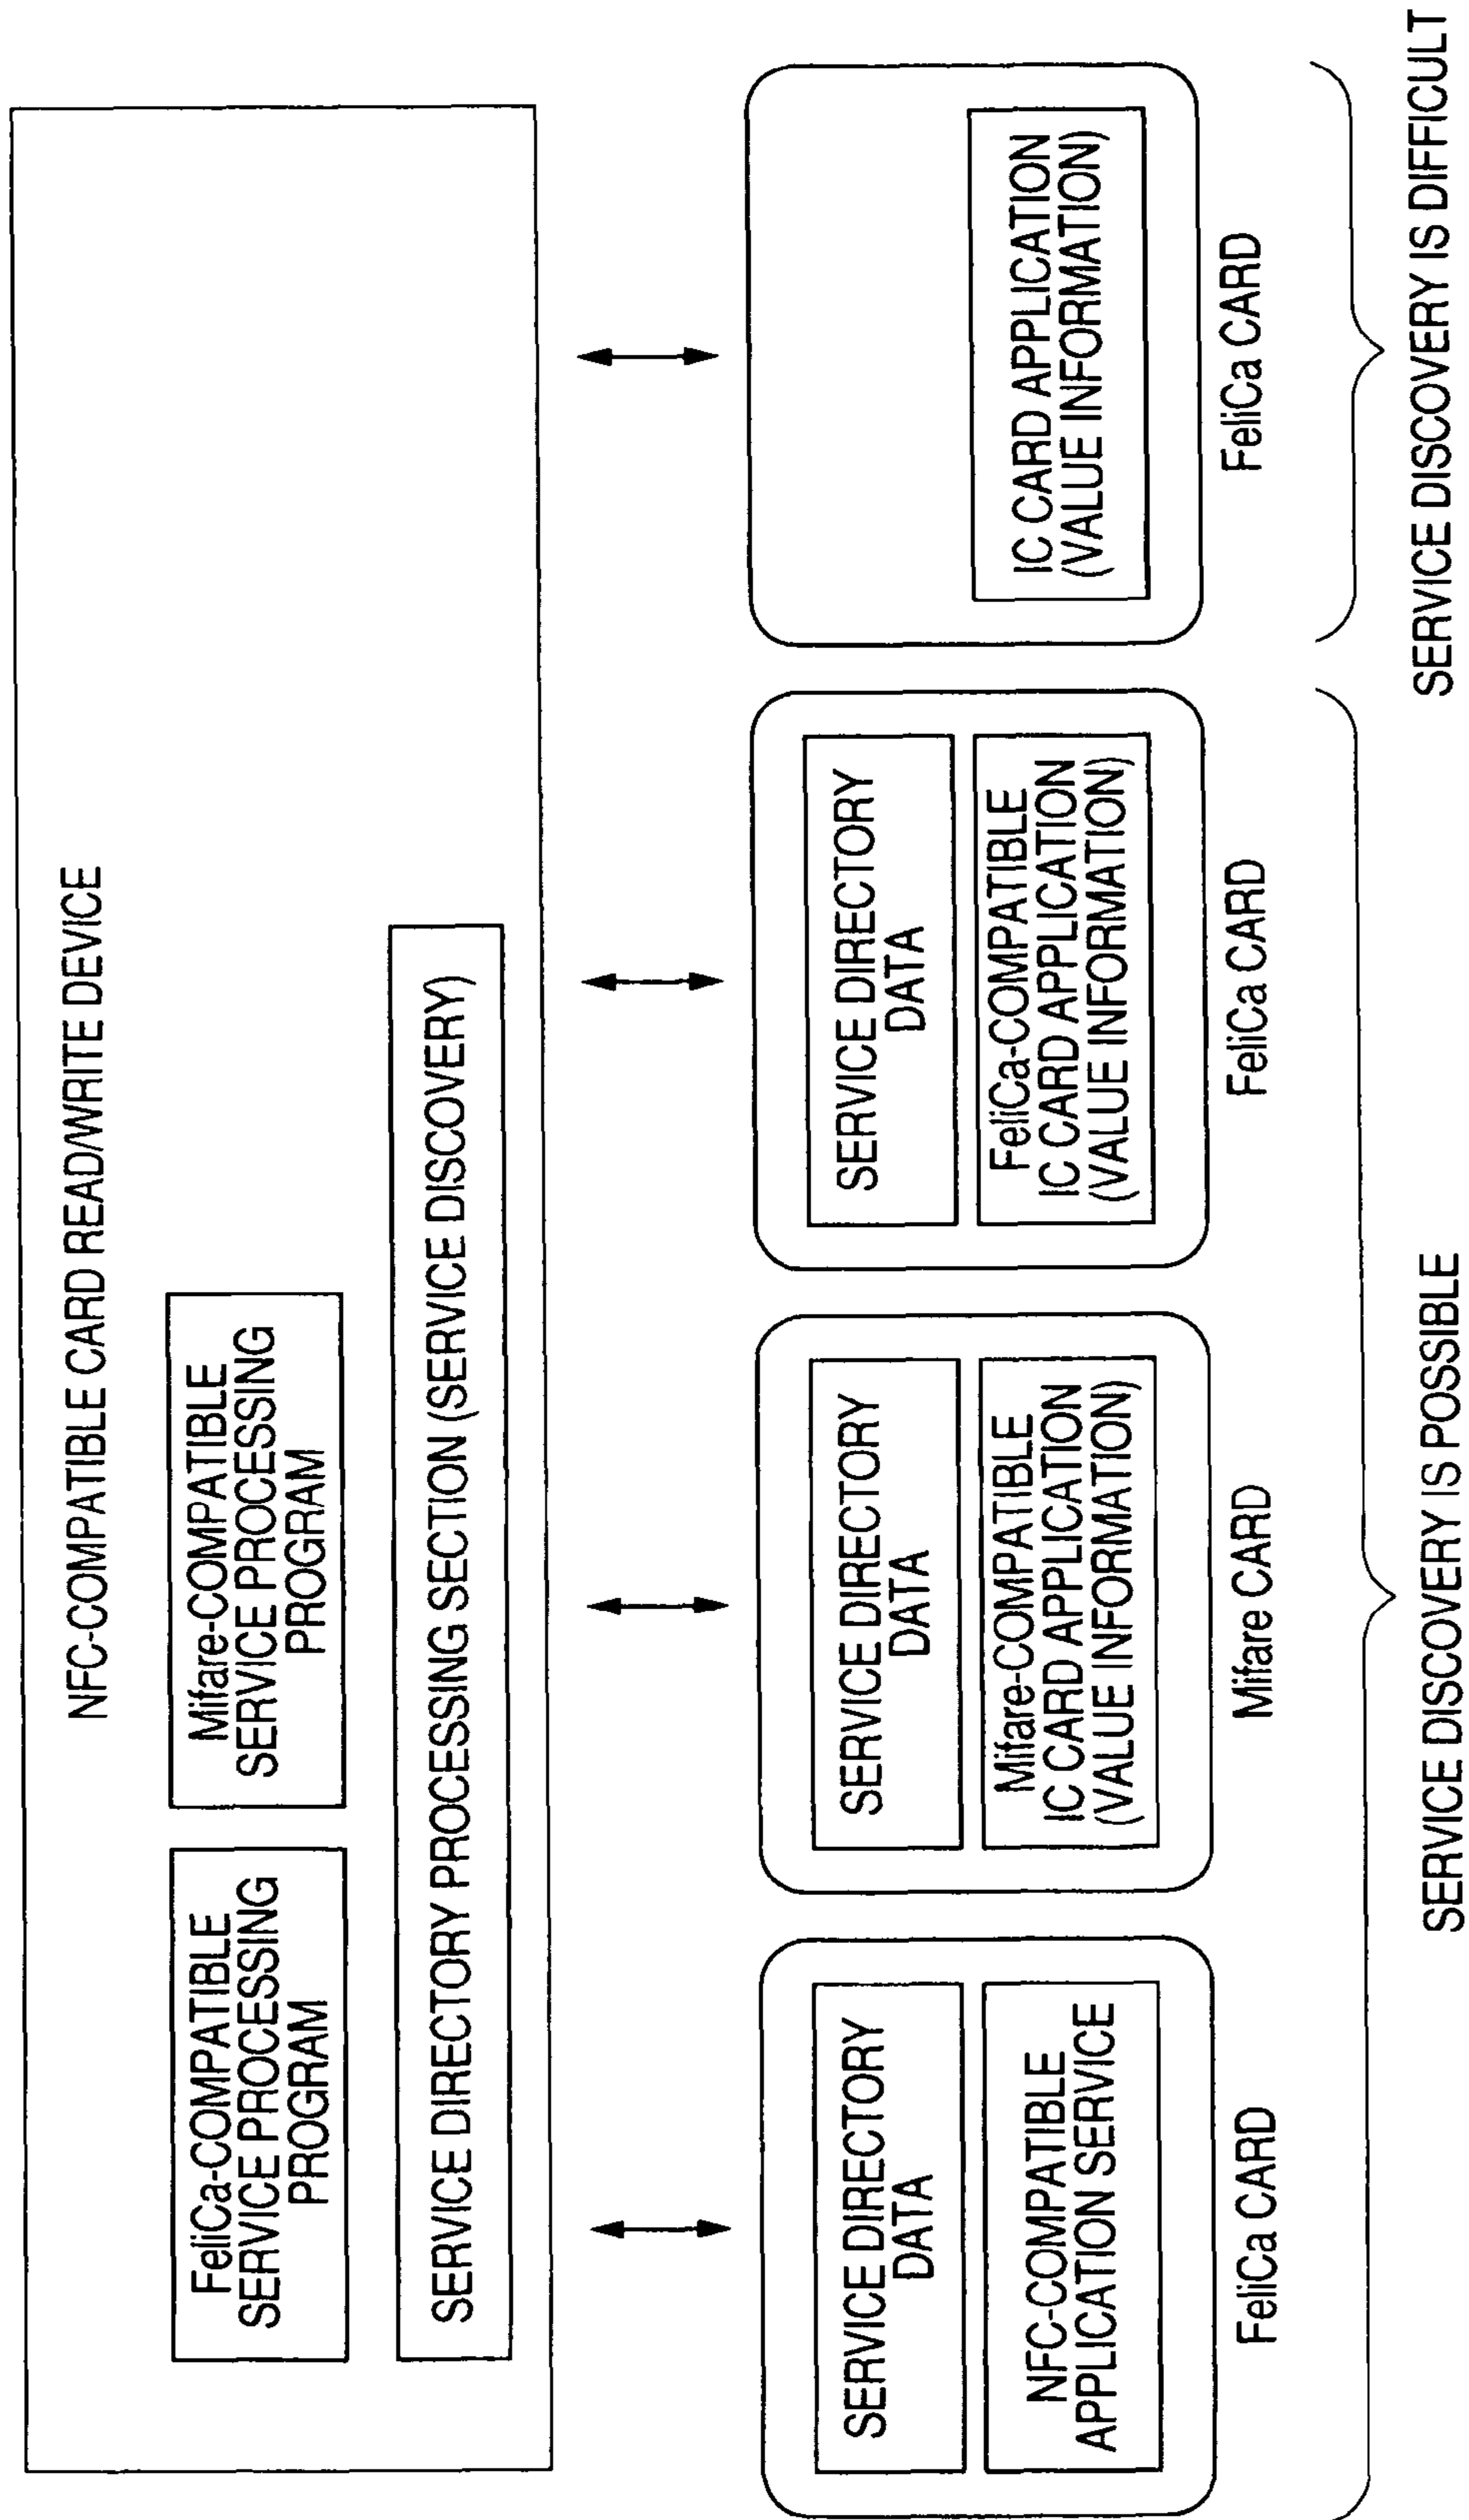 NFC-COMPATIBLE CARD READ/WRITE DEVICE
FeliCa-COMPATIBLE
SERVICE PROCESSING
PROGRAM
Mifare-COMPATIBLE
SERVICE PROCESSING
PROGRAM
SERVICE DIRECTORY PROCESSING SECTION (SERVICE DISCOVERY)
SERVICE DIRECTORY
DATA
NFC-COMPATIBLE
APPLICATION SERVICE
FeliCa CARD
SERVICE DIRECTORY
DATA
Mifare-COMPATIBLE
IC CARD APPLICATION
(VALUE INFORMATION)
Mifare CARD
SERVICE DIRECTORY
DATA
FeliCa-COMPATIBLE
IC CARD APPLICATION
(VALUE INFORMATION)
FeliCa CARD
IC CARD APPLICATION
(VALUE INFORMATION)
FeliCa CARD
SERVICE DISCOVERY IS POSSIBLE
SERVICE DISCOVERY IS DIFFICULT